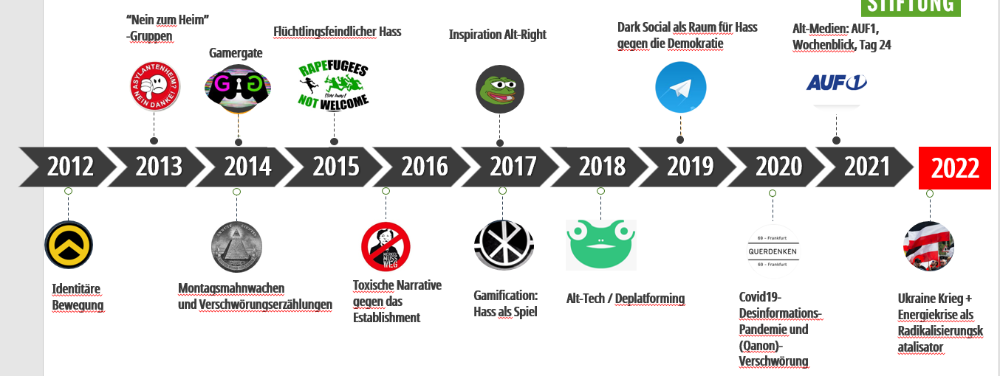 STIFTUNG
“Nein zum Heim”
-Gruppen
Gamergate
Flüchtlingsfeindlicher Hass
Inspiration Alt-Right
Dark Social als Raum für Hass
gegen die Demokratie
Alt-Medien: AUF1,
Wochenblick, Tag 24
ASYLANTENHEIM?
NEIN DANKE!
G G
RAPEFUGEES
!Stay Away!
NOT WELCOME
AUF1
2012
2013
2014
2015
2016
2017
2018
2019
2020
2021
2022
ANNUIT COEPTIS
MERKEL
MUSS
WEG
69 – Frankfurt
QUERDENKEN
69 – Frankfurt
Identitäre
Bewegung
Montagsmahnwachen
und Verschwörungserzählungen
Toxische Narrative
gegen das
Establishment
Gamification:
Hass als Spiel
Alt-Tech / Deplatforming
Covid19-
Desinformations-
Pandemie und
(Qanon)-
Verschwörung
Ukraine Krieg +
Energiekrise als
Radikalisierungsk
atalisator